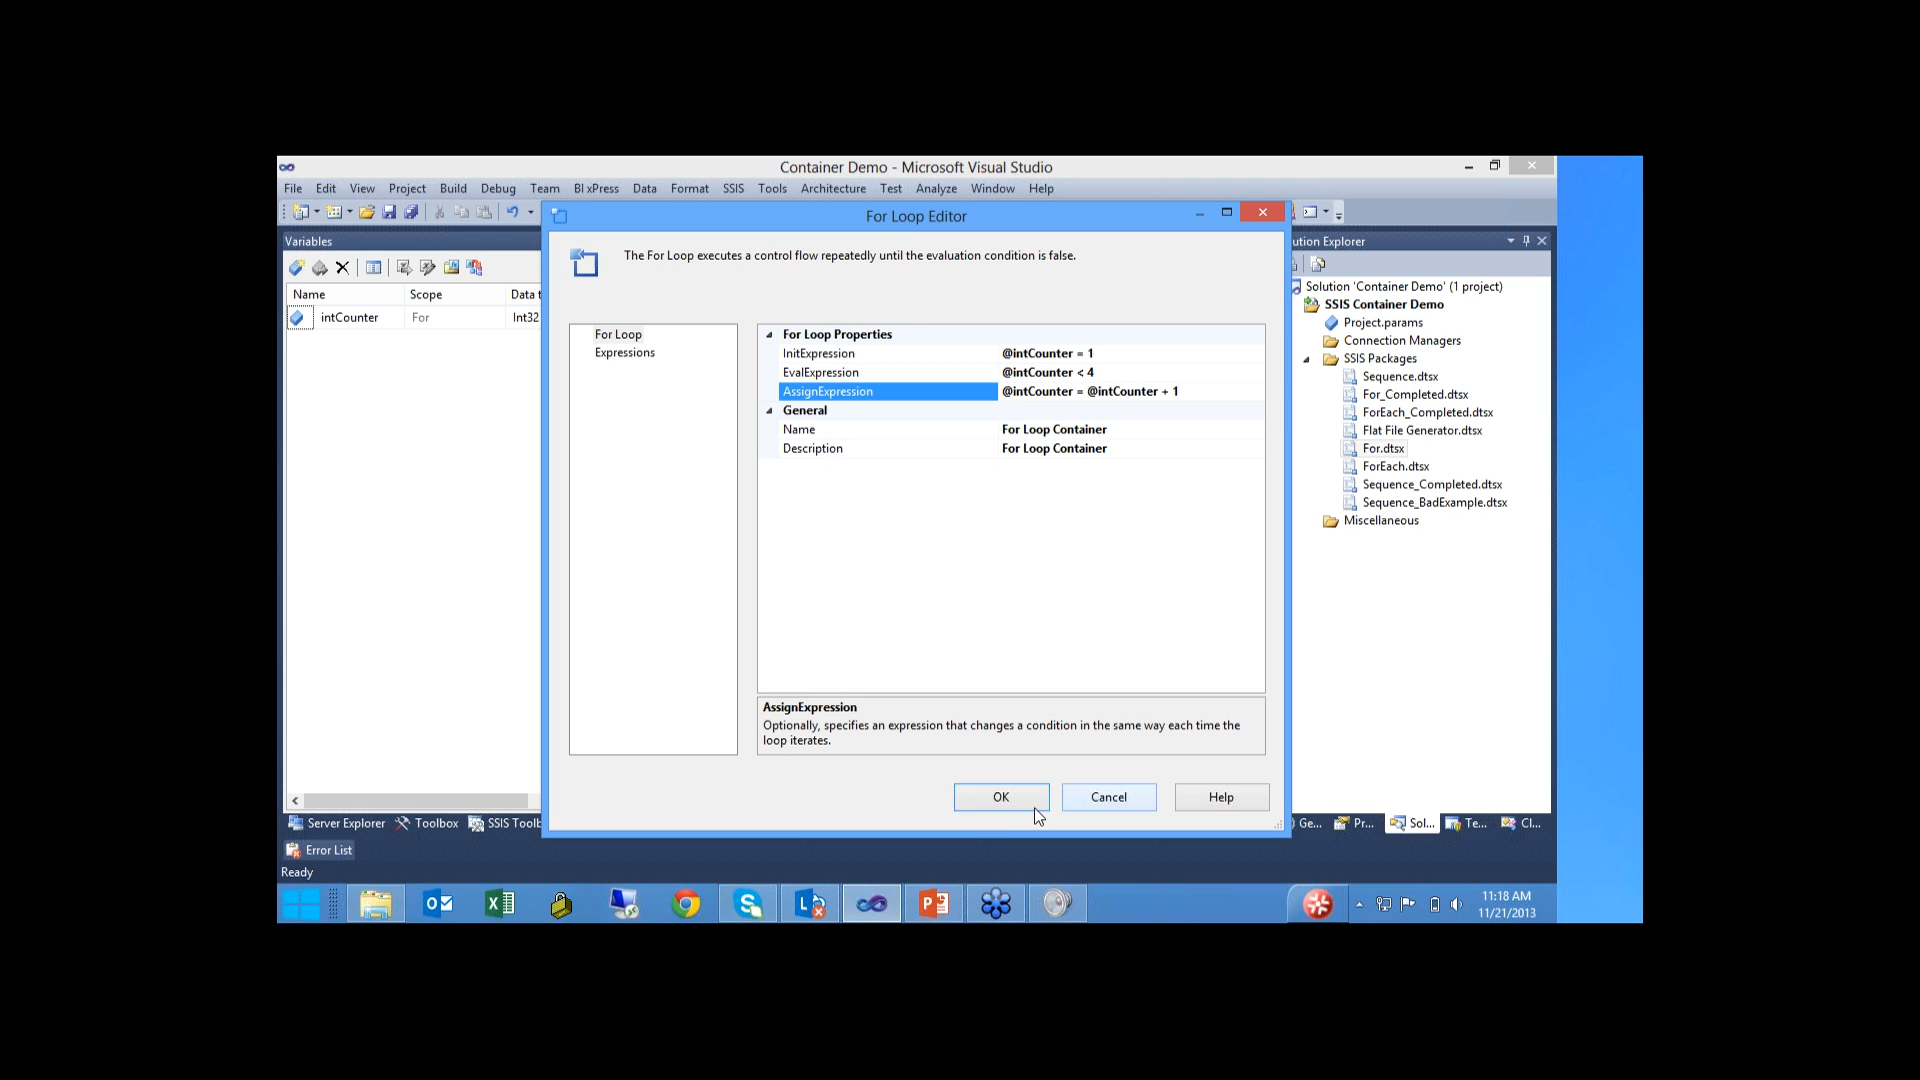 Container Demo - Microsoft Visual Studio
File Edit View Project Build Debug Team BI xPress Data Format SSIS Tools Architecture Test Analyze Window Help
For Loop Editor
Variables
Name Scope Data t
intCounter For Int32
The For Loop executes a control flow repeatedly until the evaluation condition is false.
For Loop
Expressions
For Loop Properties
InitExpression @intCounter = 1
EvalExpression @intCounter < 4
AssignExpression @intCounter = @intCounter + 1
General
Name For Loop Container
Description For Loop Container
AssignExpression
Optionally, specifies an expression that changes a condition in the same way each time the
loop iterates.
OK Cancel Help
ution Explorer
Solution 'Container Demo' (1 project)
SSIS Container Demo
Project.params
Connection Managers
SSIS Packages
Sequence.dtsx
For_Completed.dtsx
ForEach_Completed.dtsx
Flat File Generator.dtsx
For.dtsx
ForEach.dtsx
Sequence_Completed.dtsx
Sequence_BadExample.dtsx
Miscellaneous
Server Explorer Toolbox SSIS Toolb
Ge... Pr... Sol... Te... Cl...
Error List
Ready
11:18 AM
11/21/2013